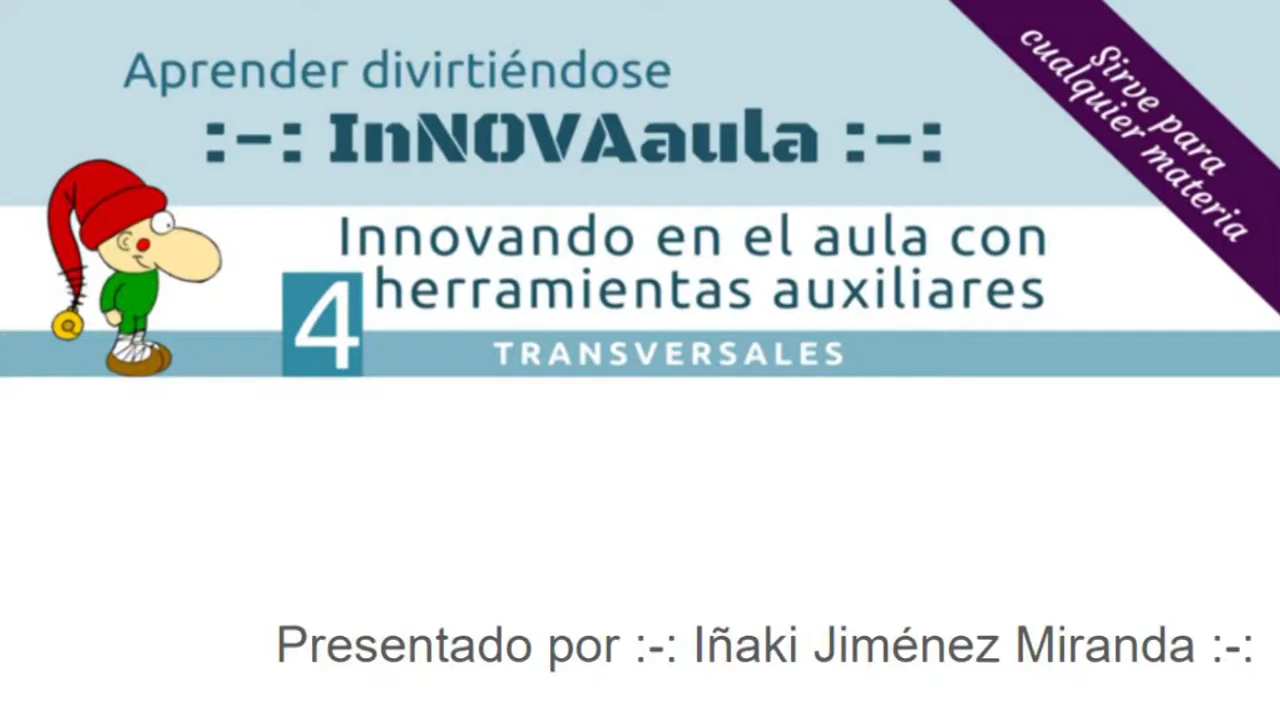 Aprender divirtiéndose
:-: InNOVAaula :-:
Sirve para
cualquier materia
Innovando en el aula con
4 herramientas auxiliares
TRANSVERSALES
Presentado por :-: Iñaki Jiménez Miranda :-: